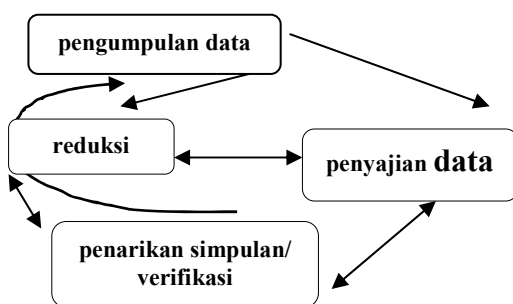 pengumpulan data
reduksi
penyajian data
penarikan simpulan/
verifikasi